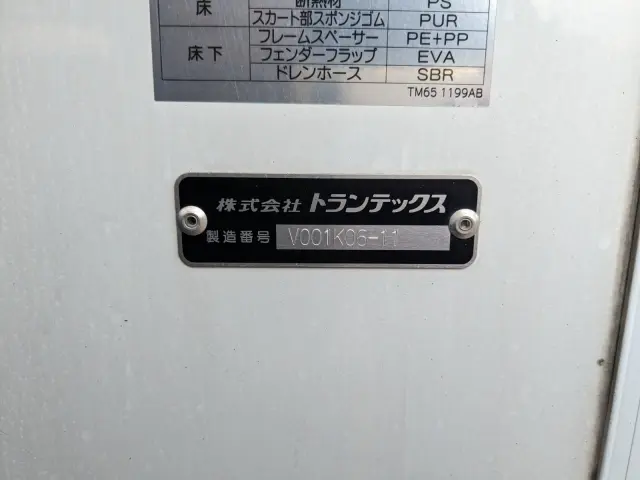 床 断熱材 PS
スカート部スポンジゴム PUR
床下 フレームスペーサー PE+PP
フェンダーフラップ EVA
ドレンホース SBR
TM65 1199AB
株式会社 トランテックス
製造番号 V001K06-11